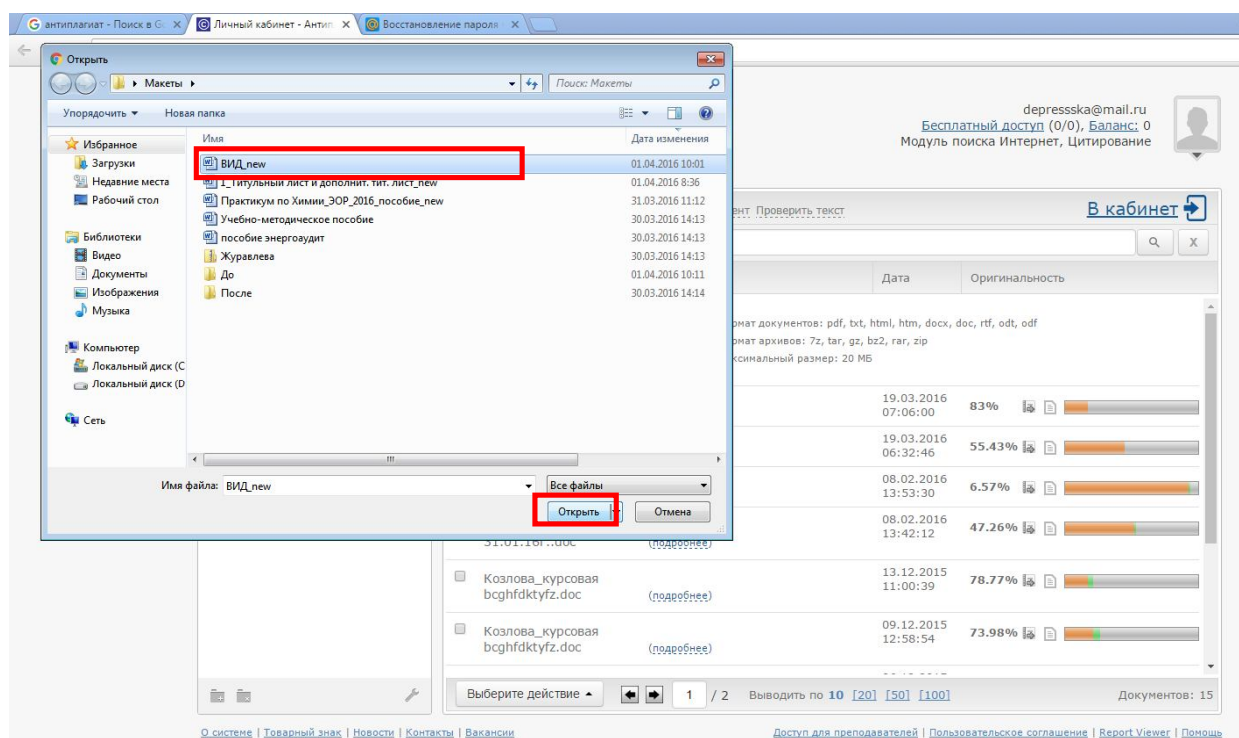 антиплагиат - Поиск в Go
Личный кабинет - Антип
Восстановление пароля
Открыть
Макеты
Поиск: Макеты
Упорядочить
Новая папка
Имя
Дата изменения
Избранное
Загрузки
Недавние места
Рабочий стол
Библиотеки
Видео
Документы
Изображения
Музыка
Компьютер
Локальный диск (C
Локальный диск (D
Сеть
ВИД_new 01.04.2016 10:01
1_Титульный лист и дополнит. тит. лист_new 01.04.2016 8:36
Практикум по Химии_ЭОР_2016_пособие_new 31.03.2016 11:12
Учебно-методическое пособие 30.03.2016 14:13
пособие энергоаудит 30.03.2016 14:13
Журавлева 30.03.2016 14:13
До 01.04.2016 10:11
После 30.03.2016 14:14
Имя файла: ВИД_new
Все файлы
Открыть
Отмена
depressska@mail.ru
Бесплатный доступ (0/0), Баланс: 0
Модуль поиска Интернет, Цитирование
ент Проверить текст
В кабинет
X
Дата
Оригинальность
рмат документов: pdf, txt, html, htm, docx, doc, rtf, odt, odf
рмат архивов: 7z, tar, gz, bz2, rar, zip
ксимальный размер: 20 МБ
19.03.2016
07:06:00
83%
19.03.2016
06:32:46
55.43%
08.02.2016
13:53:30
6.57%
08.02.2016
13:42:12
47.26%
31.01.16г..doc
(подробнее)
Козлова_курсовая
bcghfdktyfz.doc
(подробнее)
13.12.2015
11:00:39
78.77%
Козлова_курсовая
bcghfdktyfz.doc
(подробнее)
09.12.2015
12:58:54
73.98%
Выберите действие
1 / 2
Выводить по 10 [20] [50] [100]
Документов: 15
О системе | Товарный знак | Новости | Контакты | Вакансии
Доступ для преподавателей | Пользовательское соглашение | Report Viewer | Помощь